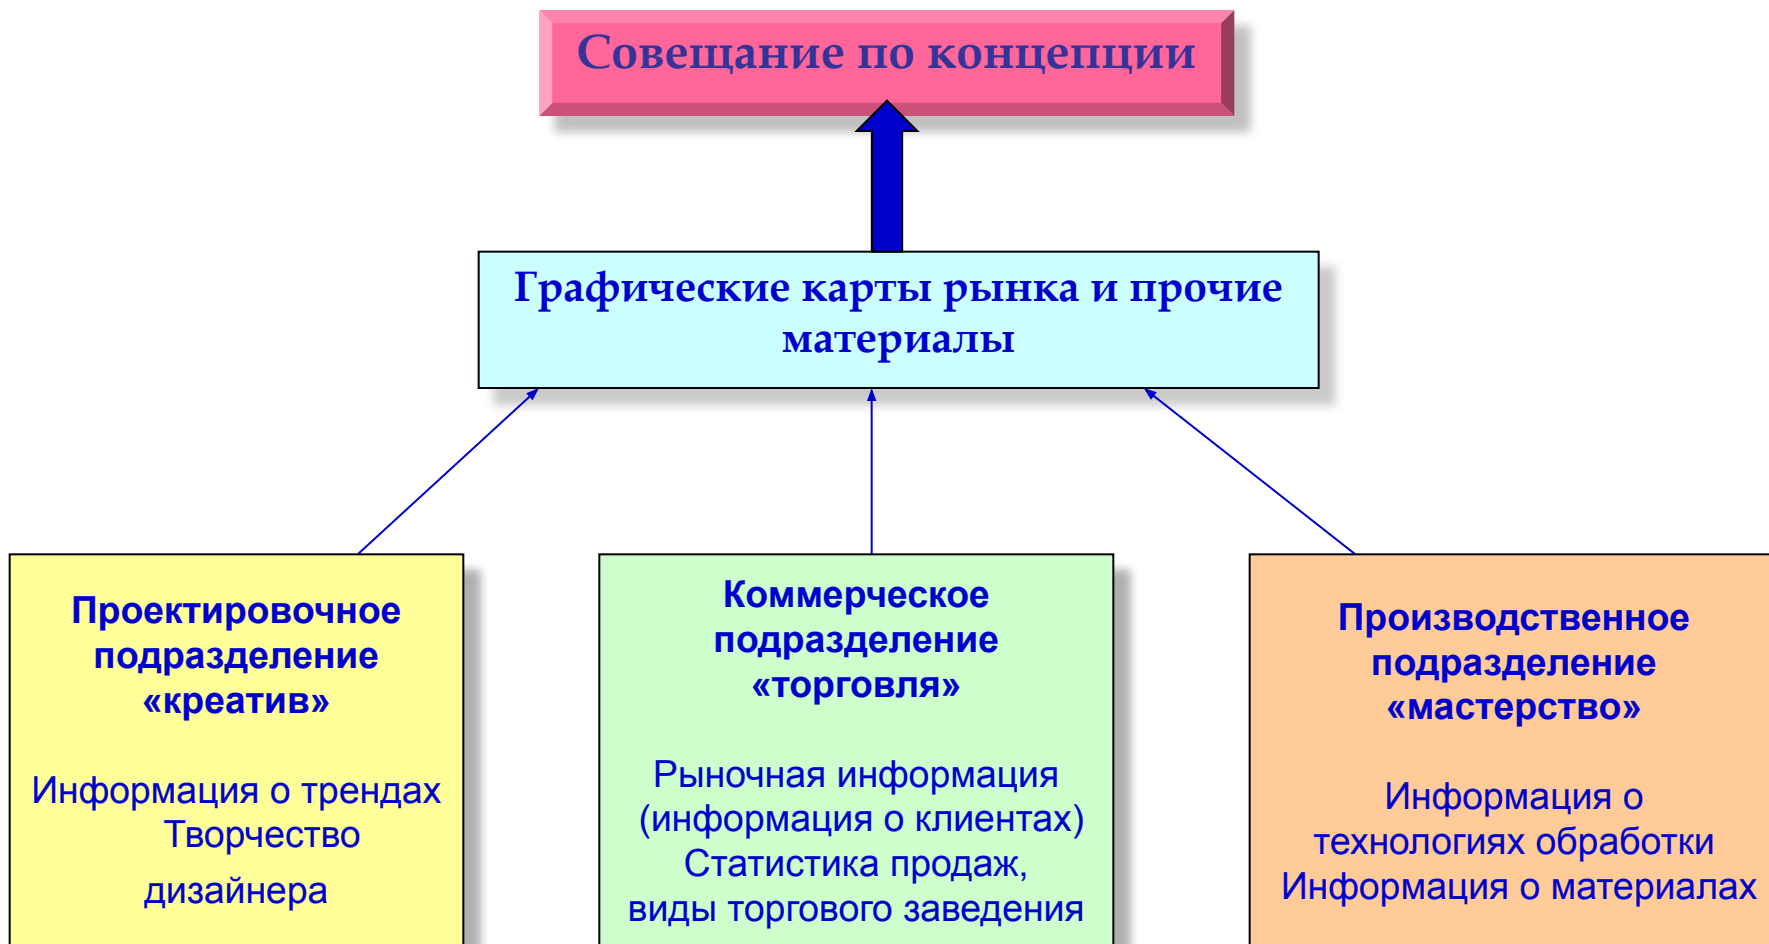 Совещание по концепции
Графические карты рынка и прочие
материалы
Проектировочное
подразделение
«креатив»
Информация о трендах
Творчество
дизайнера
Коммерческое
подразделение
«торговля»
Рыночная информация
(информация о клиентах)
Статистика продаж,
виды торгового заведения
Производственное
подразделение
«мастерство»
Информация о
технологиях обработки
Информация о материалах